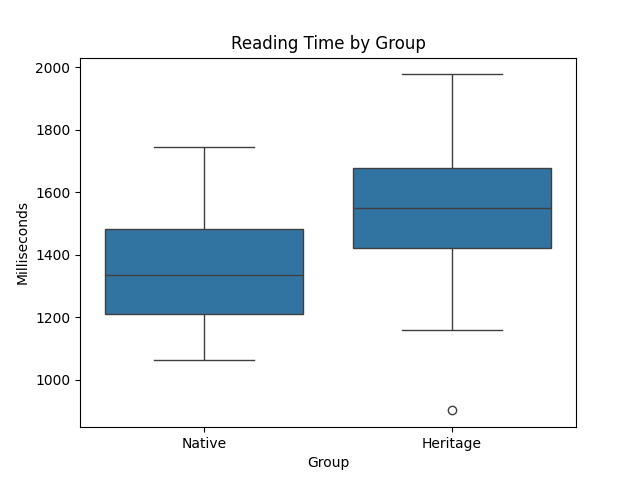 Reading Time by Group
Milliseconds
2000
1800
1600
1400
1200
1000
Native
Heritage
Group